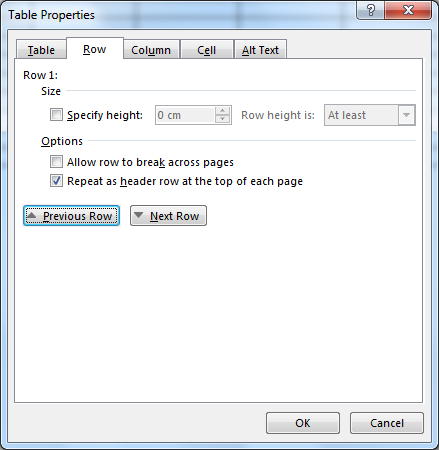 Table Properties
?
Table Row Column Cell Alt Text
Row 1:
Size
Specify height: 0 cm Row height is: At least
Options
Allow row to break across pages
Repeat as header row at the top of each page
Previous Row Next Row
OK Cancel